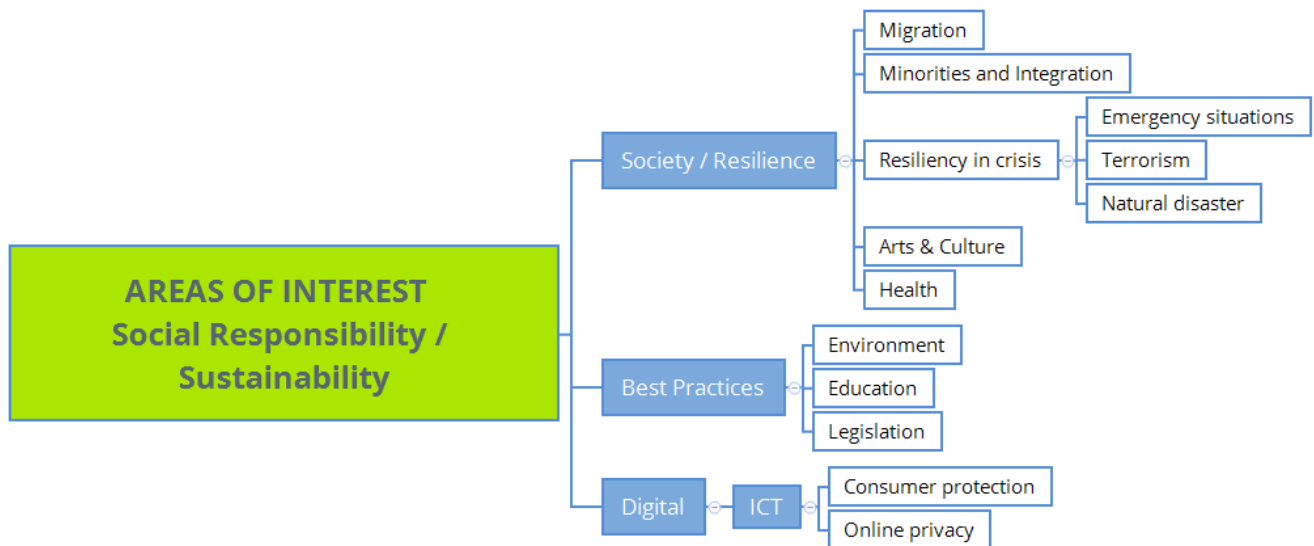 Migration
Minorities and Integration
Emergency situations
Society / Resilience
Resiliency in crisis
Terrorism
Natural disaster
Arts & Culture
Health
AREAS OF INTEREST
Social Responsibility /
Sustainability
Environment
Best Practices
Education
Legislation
Consumer protection
Digital
ICT
Online privacy